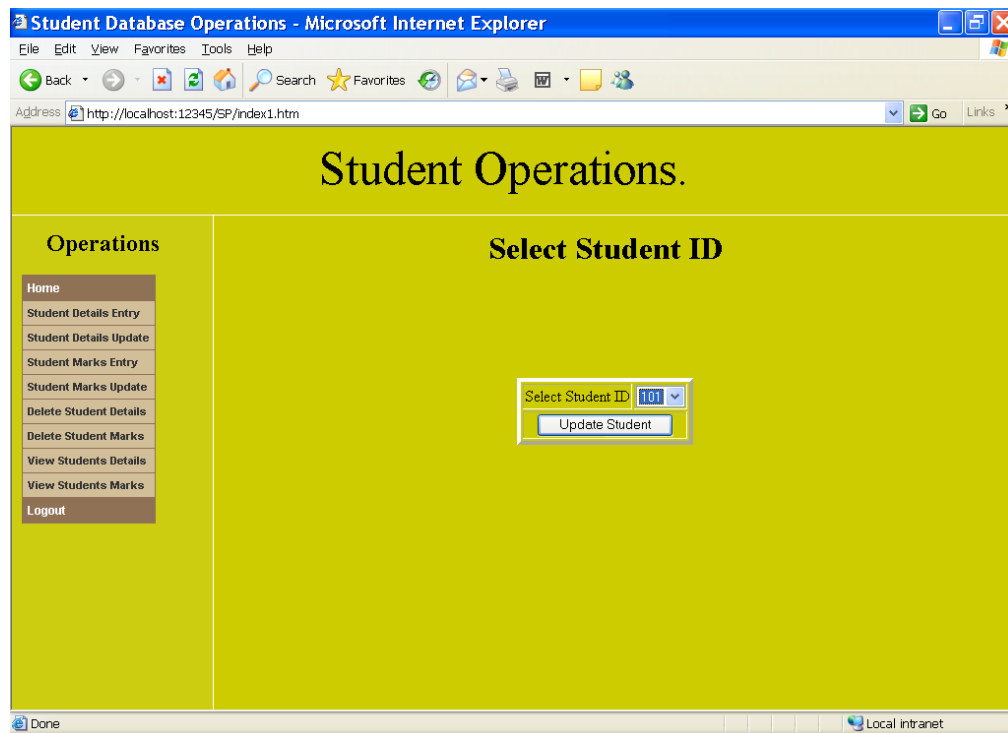 Student Database Operations - Microsoft Internet Explorer
File Edit View Favorites Tools Help
Back Search Favorites
Address http://localhost:12345/SP/index1.htm Go Links
Student Operations.
Operations
Home
Student Details Entry
Student Details Update
Student Marks Entry
Student Marks Update
Delete Student Details
Delete Student Marks
View Students Details
View Students Marks
Logout
Select Student ID
Select Student ID 101
Update Student
Done Local intranet